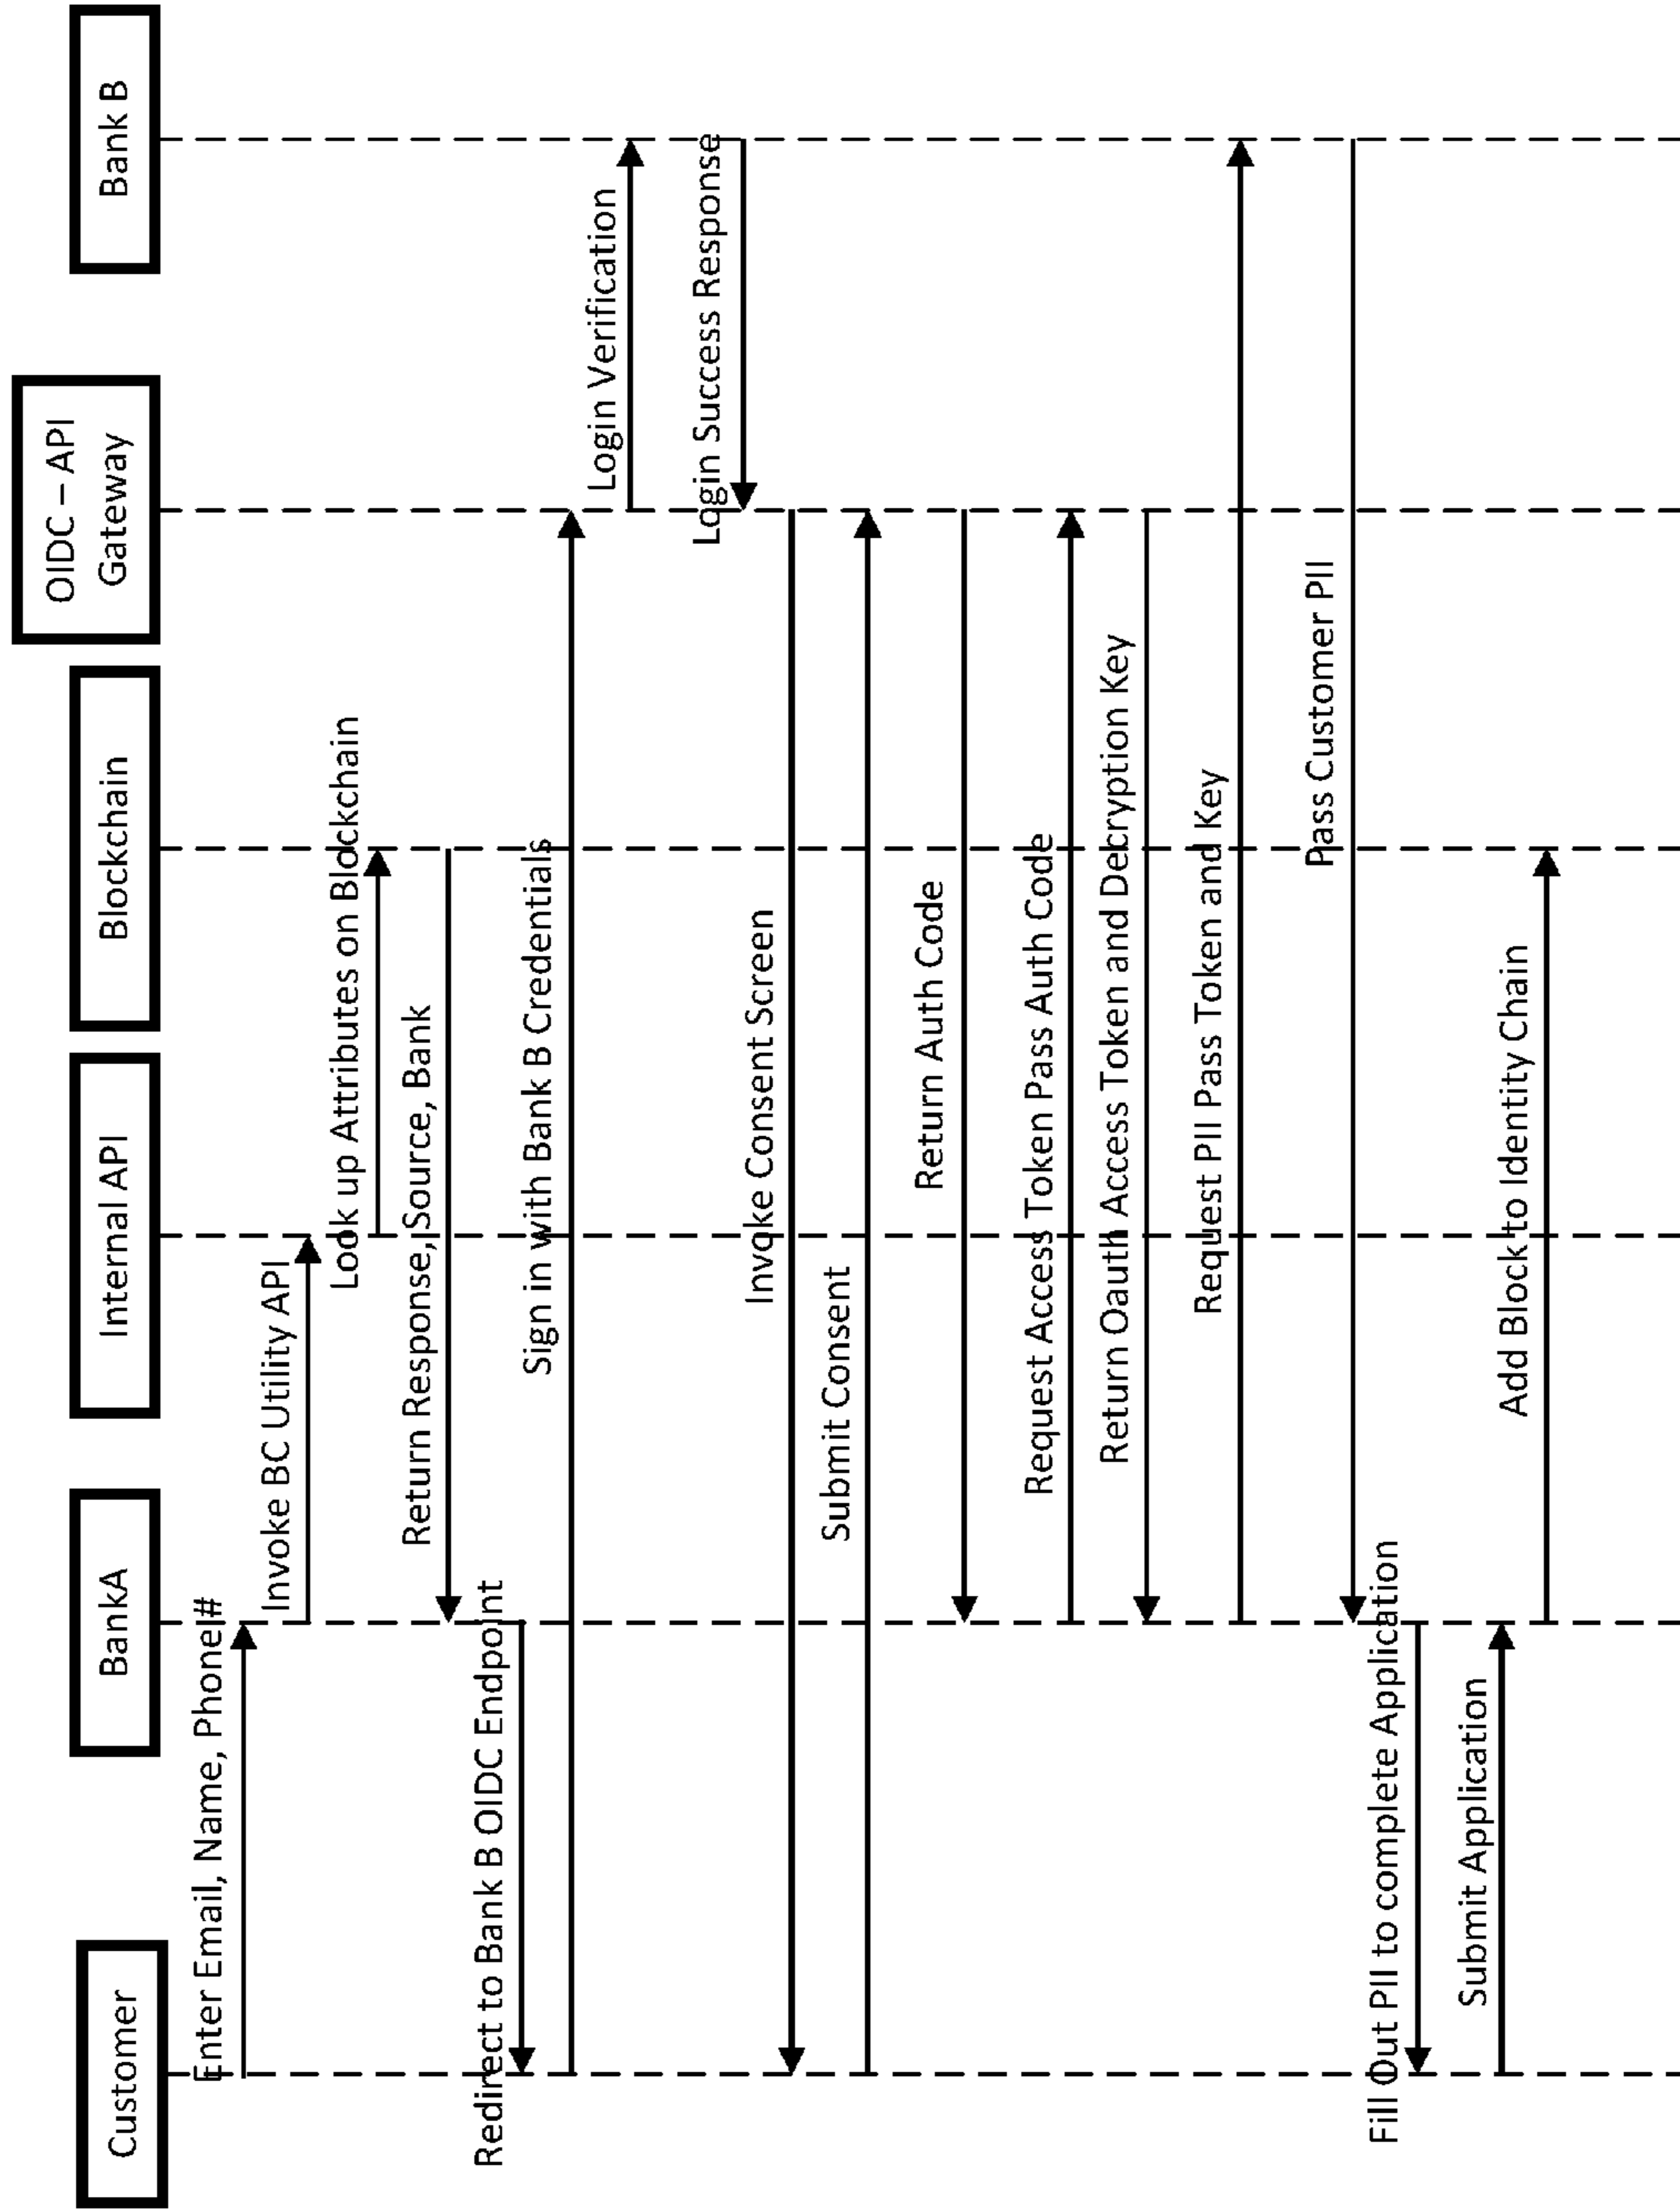 Customer
BankA
Internal API
Blockchain
OIDC – API
Gateway
Bank B
Enter Email, Name, Phone#
Invoke BC Utility API
Look up Attributes on Blockchain
Return Response, Source, Bank
Redirect to Bank B OIDC Endpoint
Sign in with Bank B Credentials
Login Verification
Login Success Response
Invoke Consent Screen
Submit Consent
Return Auth Code
Request Access Token Pass Auth Code
Return Oauth Access Token and Decryption Key
Request PII Pass Token and Key
Pass Customer PII
Fill Out PII to complete Application
Submit Application
Add Block to Identity Chain